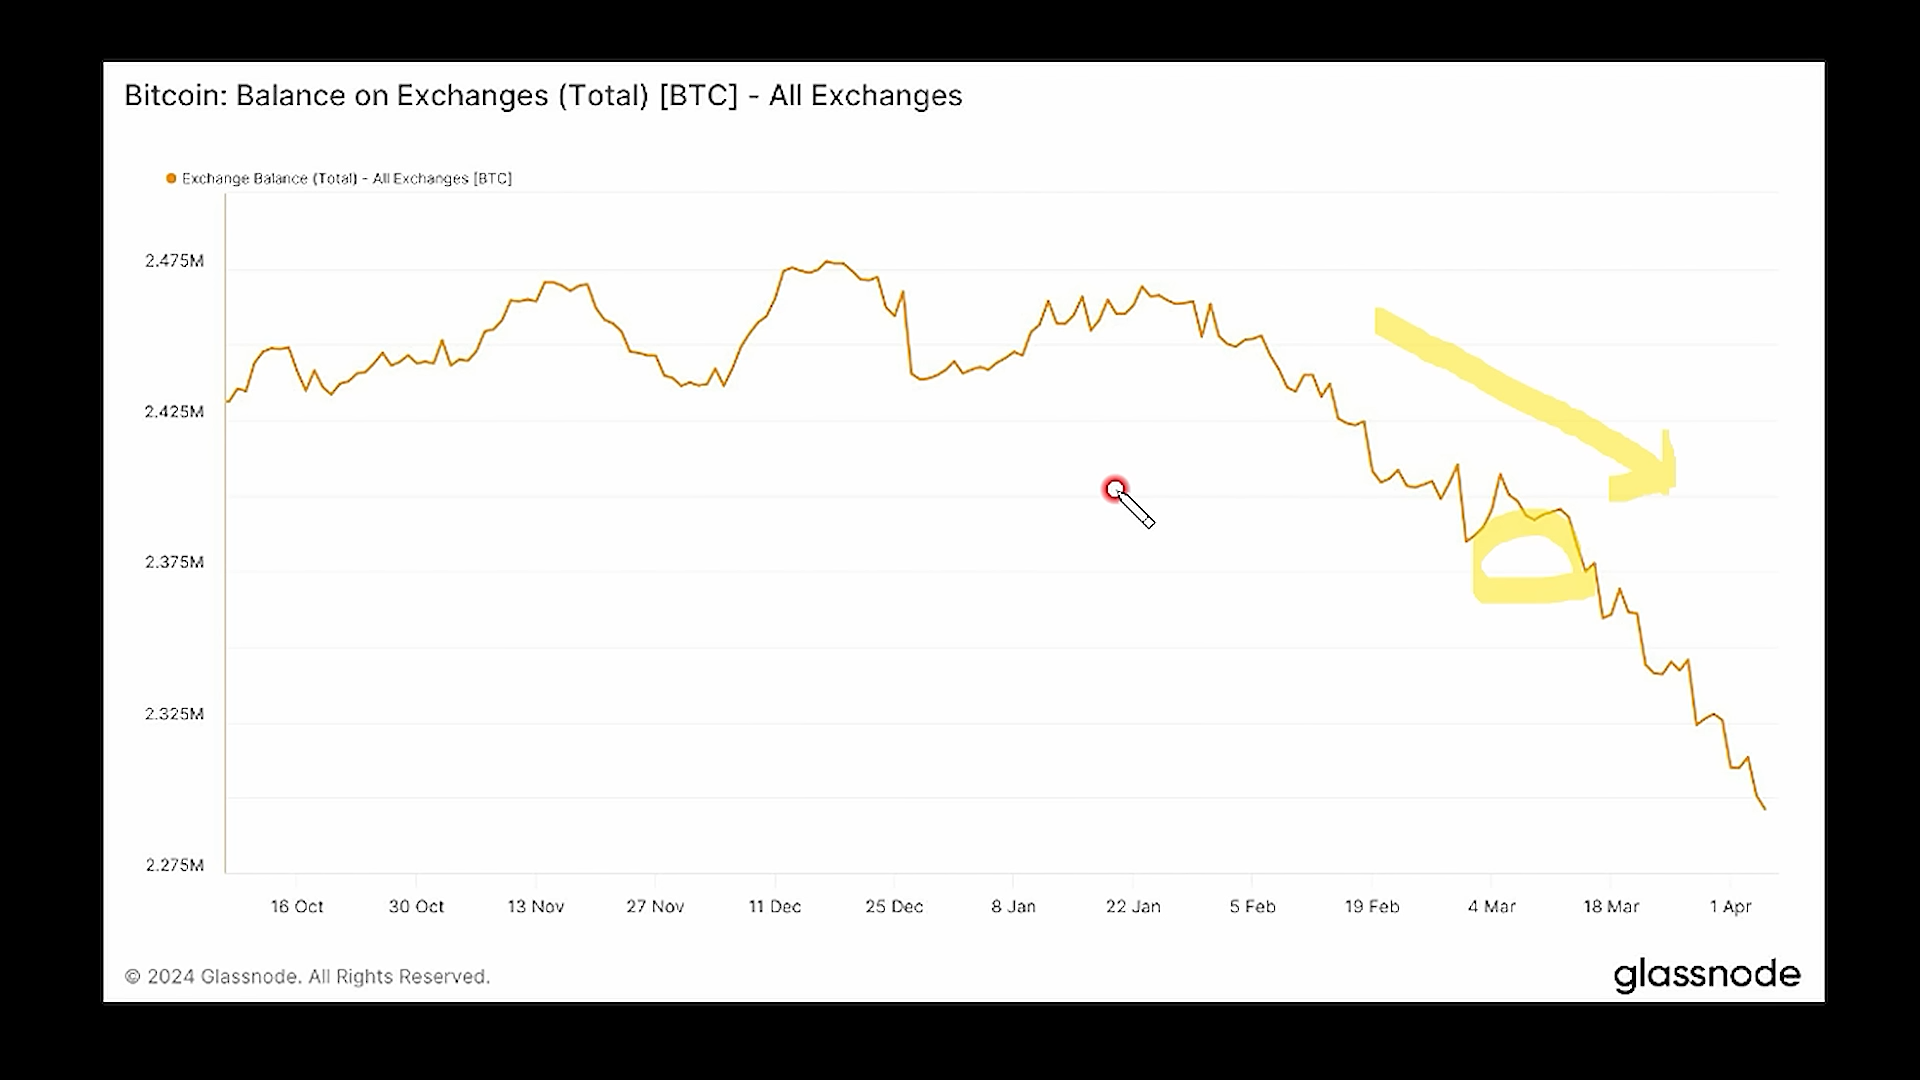 Bitcoin: Balance on Exchanges (Total) [BTC] - All Exchanges
Exchange Balance (Total) - All Exchanges [BTC]
2.475M
2.425M
2.375M
2.325M
2.275M
16 Oct 30 Oct 13 Nov 27 Nov 11 Dec 25 Dec 8 Jan 22 Jan 5 Feb 19 Feb 4 Mar 18 Mar 1 Apr
© 2024 Glassnode. All Rights Reserved.
glassnode